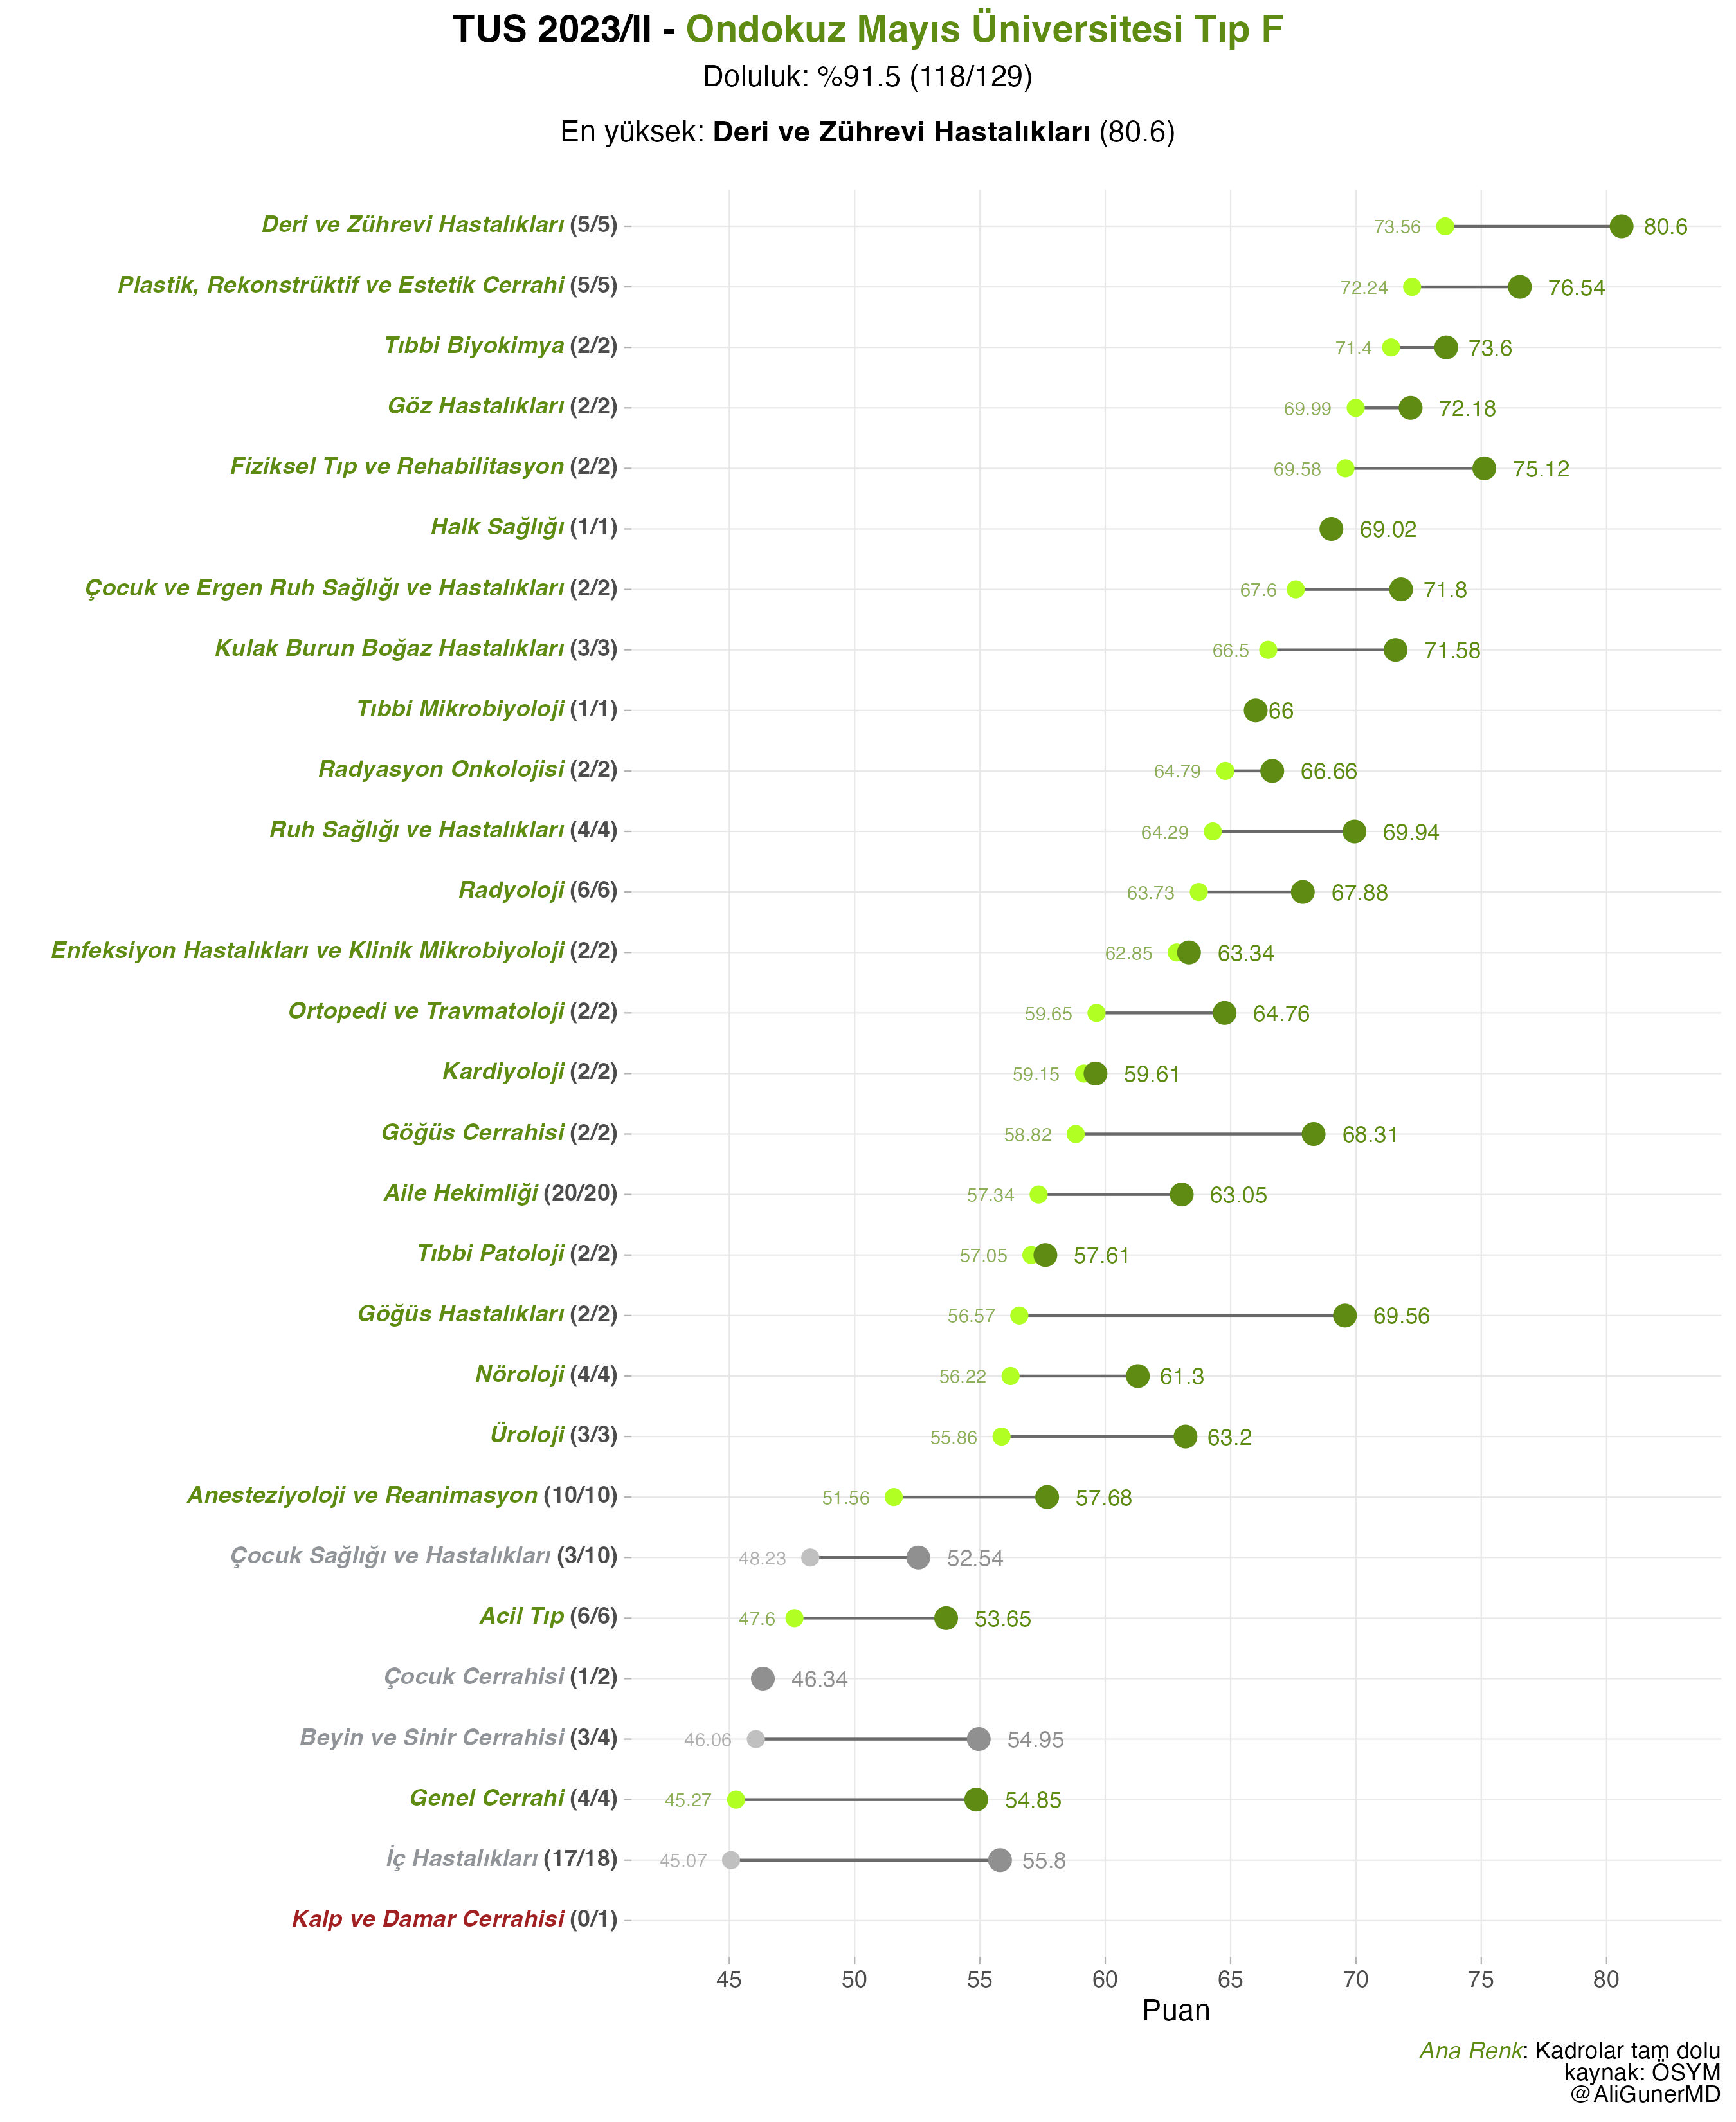 TUS 2023/II - Ondokuz Mayıs Üniversitesi Tıp F
Doluluk: %91.5 (118/129)
En yüksek: Deri ve Zührevi Hastalıkları (80.6)
Deri ve Zührevi Hastalıkları (5/5) 73.56 80.6
Plastik, Rekonstrüktif ve Estetik Cerrahi (5/5) 72.24 76.54
Tıbbi Biyokimya (2/2) 71.4 73.6
Göz Hastalıkları (2/2) 69.99 72.18
Fiziksel Tıp ve Rehabilitasyon (2/2) 69.58 75.12
Halk Sağlığı (1/1) 69.02
Çocuk ve Ergen Ruh Sağlığı ve Hastalıkları (2/2) 67.6 71.8
Kulak Burun Boğaz Hastalıkları (3/3) 66.5 71.58
Tıbbi Mikrobiyoloji (1/1) 66
Radyasyon Onkolojisi (2/2) 64.79 66.66
Ruh Sağlığı ve Hastalıkları (4/4) 64.29 69.94
Radyoloji (6/6) 63.73 67.88
Enfeksiyon Hastalıkları ve Klinik Mikrobiyoloji (2/2) 62.85 63.34
Ortopedi ve Travmatoloji (2/2) 59.65 64.76
Kardiyoloji (2/2) 59.15 59.61
Göğüs Cerrahisi (2/2) 58.82 68.31
Aile Hekimliği (20/20) 57.34 63.05
Tıbbi Patoloji (2/2) 57.05 57.61
Göğüs Hastalıkları (2/2) 56.57 69.56
Nöroloji (4/4) 56.22 61.3
Üroloji (3/3) 55.86 63.2
Anesteziyoloji ve Reanimasyon (10/10) 51.56 57.68
Çocuk Sağlığı ve Hastalıkları (3/10) 48.23 52.54
Acil Tıp (6/6) 47.6 53.65
Çocuk Cerrahisi (1/2) 46.34
Beyin ve Sinir Cerrahisi (3/4) 46.06 54.95
Genel Cerrahi (4/4) 45.27 54.85
İç Hastalıkları (17/18) 45.07 55.8
Kalp ve Damar Cerrahisi (0/1)
45 50 55 60 65 70 75 80
Puan
Ana Renk: Kadrolar tam dolu
kaynak: ÖSYM
@AliGunerMD